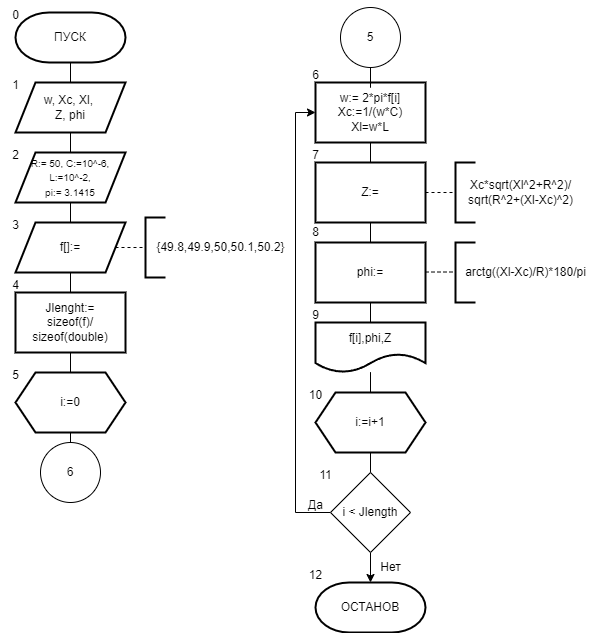 0
ПУСК
1
w, Xc, Xl,
Z, phi
2
R:= 50, C:=10^-6,
L:=10^-2,
pi:= 3.1415
3
f[]:=
{49.8,49.9,50,50.1,50.2}
4
Jlenght:=
sizeof(f)/
sizeof(double)
5
i:=0
6
5
6
w:= 2*pi*f[i]
Xc:=1/(w*C)
Xl=w*L
7
Z:=
Xc*sqrt(Xl^2+R^2)/
sqrt(R^2+(Xl-Xc)^2)
8
phi:=
arctg((Xl-Xc)/R)*180/pi
9
f[i],phi,Z
10
i:=i+1
11
Да
i < Jlength
Нет
12
ОСТАНОВ